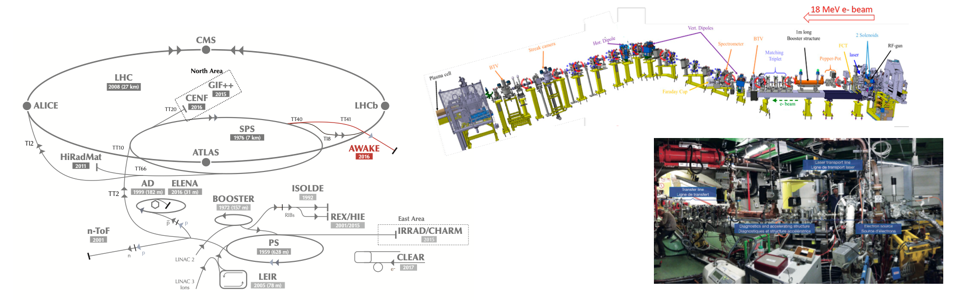 CMS
North Area
LHC
2008 (27 km)
GIF++
2015
CENF
2016
ALICE
LHCb
TT20
TT40
TT41
SPS
1976 (7 km)
TI8
TI2
TT10
ATLAS
AWAKE
2016
HiRadMat
2011
TT66
AD
1999 (182 m)
ELENA
2016 (31 m)
TT2
BOOSTER
1972 (157 m)
ISOLDE
1992
RIBs
REX/HIE
2001/2015
East Area
IRRAD/CHARM
2015
n-ToF
2001
n
p
p
p
PS
1959 (628 m)
LINAC 2
LINAC 3
Ions
LEIR
2005 (78 m)
CLEAR
2017
e-
18 MeV e- beam
Plasma cell
BTV
Streak camera
Hor. Dipole
Vert. Dipoles
Spectrometer
BTV
Matching
Triplet
1m long
Booster structure
Pepper-Pot
FCT
laser
2 Solenoids
RF-gun
Faraday Cup
e- beam
Transfer line
Ligne de transfert
Laser transport line
Ligne de transport laser
Diagnostics and accelerating structure
Diagnostiques et structure accélératrice
Electron source
Source d'électrons